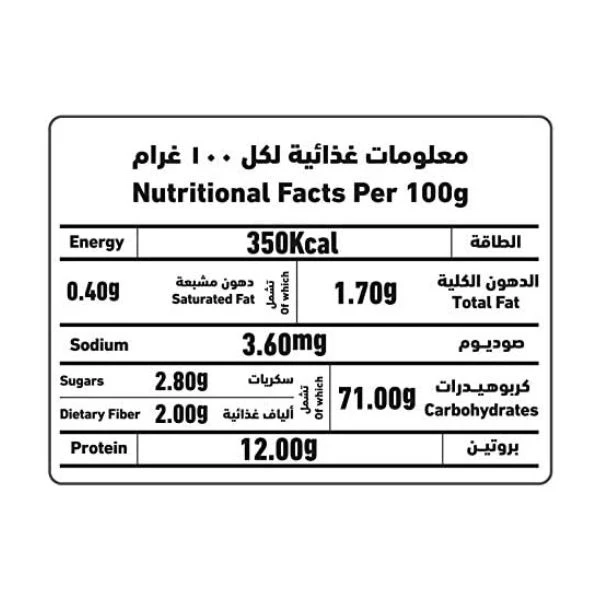 معلومات غذائية لكل ١٠٠ غرام
Nutritional Facts Per 100g
Energy 350Kcal الطاقة
0.40g دهون مشبعة Saturated Fat تشمل Of which 1.70g الدهون الكلية Total Fat
Sodium 3.60mg صوديوم
Sugars 2.80g سكريات
Dietary Fiber 2.00g ألياف غذائية
تشمل Of which 71.00g كربوهيدرات Carbohydrates
Protein 12.00g بروتين